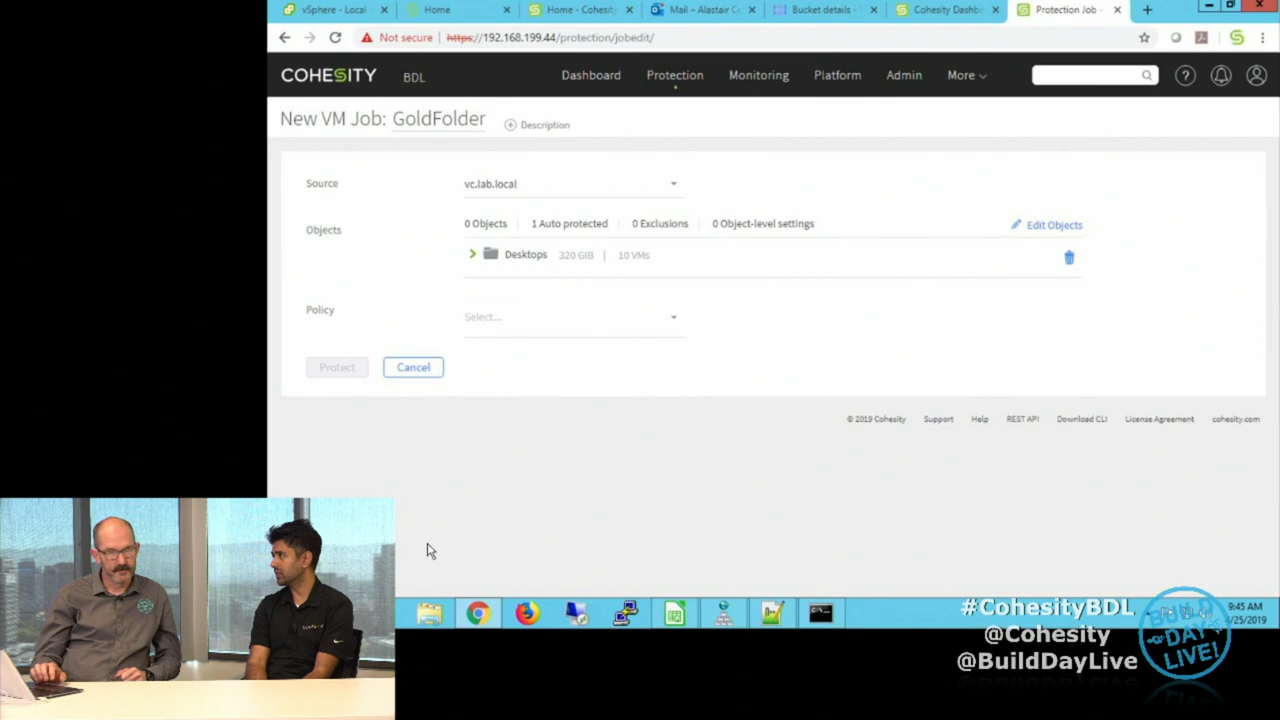 vSphere - Local
Home
Home - Cohesity
Mail – Alastair C
Bucket details -
Cohesity Dashb
Protection Job -
Not secure https://192.168.199.44/protection/jobedit/
COHESITY BDL Dashboard Protection Monitoring Platform Admin More
New VM Job: GoldFolder Description
Source vc.lab.local
Objects 0 Objects 1 Auto protected 0 Exclusions 0 Object-level settings Edit Objects
Desktops 320 GiB | 10 VMs
Policy Select...
Protect Cancel
© 2019 Cohesity Support Help REST API Download CLI License Agreement cohesity.com
9:45 AM
/25/2019
#CohesityBDL
@Cohesity
@BuildDayLive
BUILD
DAY
LIVE!